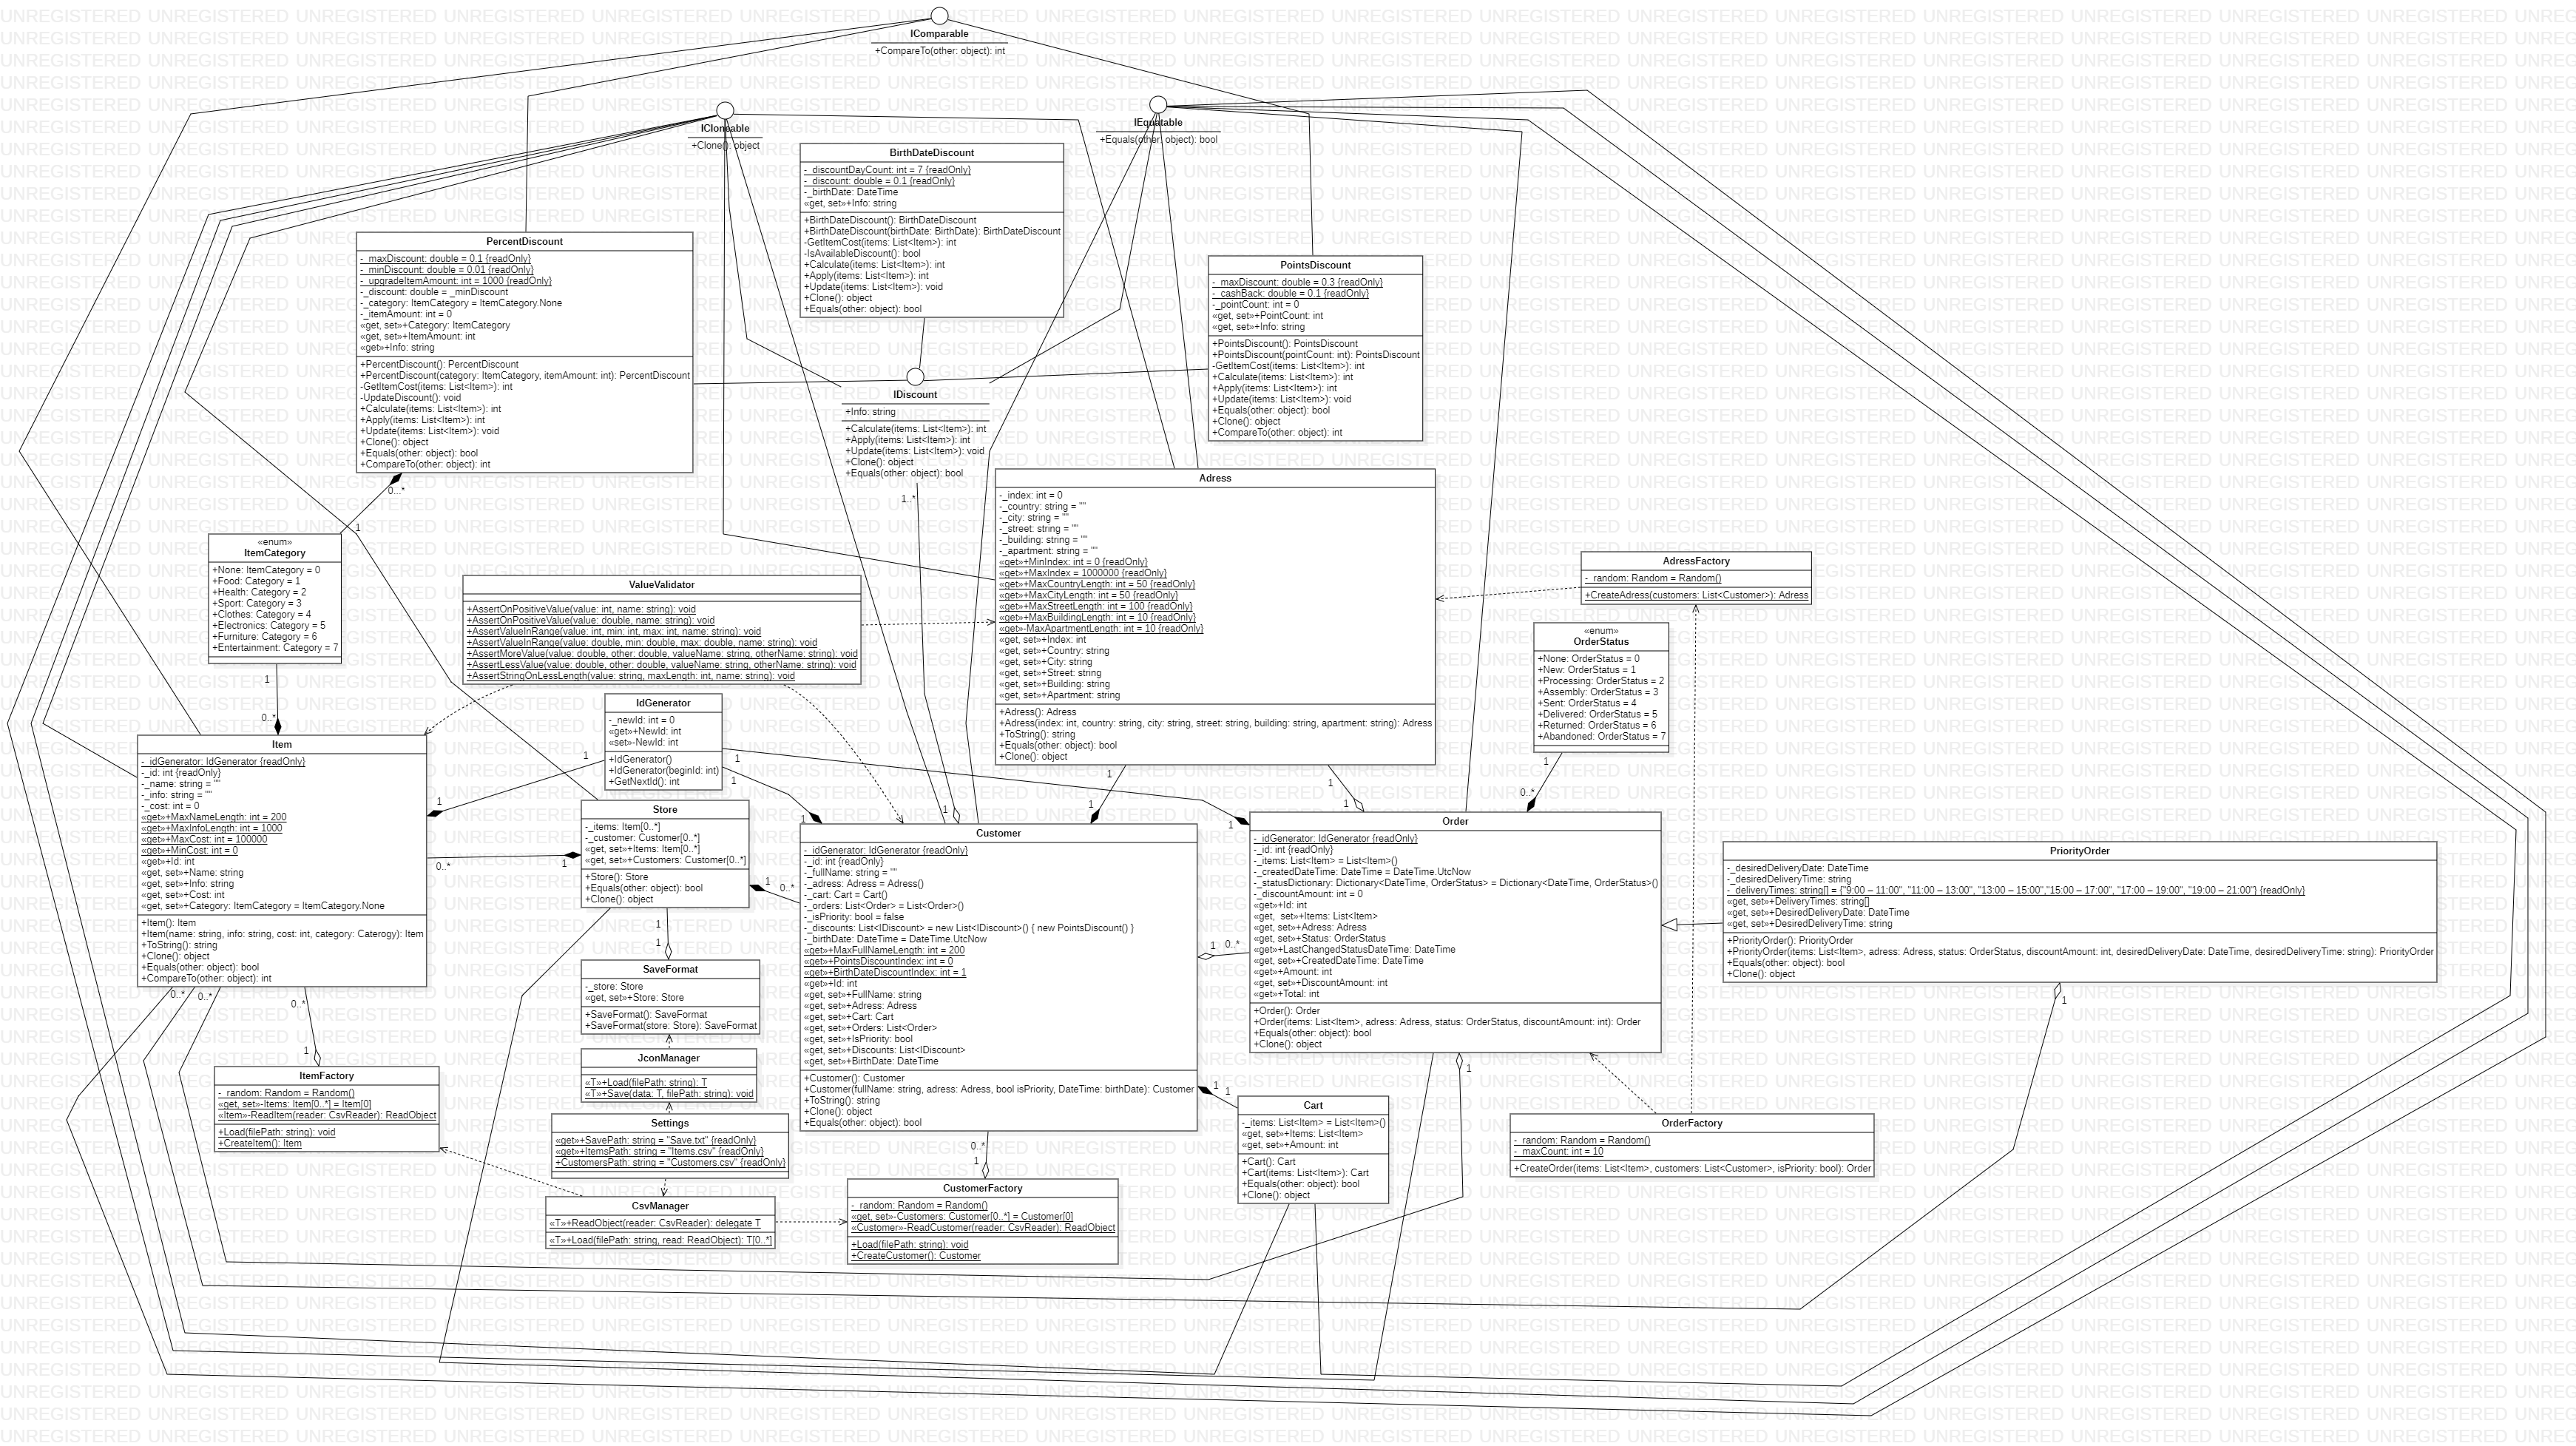 IComparable
+CompareTo(other: object): int
ICloneable
+Clone(): object
IEquatable
+Equals(other: object): bool
BirthDateDiscount
-_discountDayCount: int = 7 {readOnly}
-_discount: double = 0.1 {readOnly}
-_birthDate: DateTime
«get, set»+Info: string
+BirthDateDiscount(): BirthDateDiscount
+BirthDateDiscount(birthDate: BirthDate): BirthDateDiscount
-GetItemCost(items: List<Item>): int
-IsAvailableDiscount(): bool
+Calculate(items: List<Item>): int
+Apply(items: List<Item>): int
+Update(items: List<Item>): void
+Clone(): object
+Equals(other: object): bool
PercentDiscount
-_maxDiscount: double = 0.1 {readOnly}
-_minDiscount: double = 0.01 {readOnly}
-_upgradeItemAmount: int = 1000 {readOnly}
-_discount: double = _minDiscount
-_category: ItemCategory = ItemCategory.None
-_itemAmount: int = 0
«get, set»+Category: ItemCategory
«get, set»+ItemAmount: int
«get»+Info: string
+PercentDiscount(): PercentDiscount
+PercentDiscount(category: ItemCategory, itemAmount: int): PercentDiscount
-GetItemCost(items: List<Item>): int
-UpdateDiscount(): void
+Calculate(items: List<Item>): int
+Apply(items: List<Item>): int
+Update(items: List<Item>): void
+Clone(): object
+Equals(other: object): bool
+CompareTo(other: object): int
PointsDiscount
-_maxDiscount: double = 0.3 {readOnly}
-_cashBack: double = 0.1 {readOnly}
-_pointCount: int = 0
«get, set»+PointCount: int
«get, set»+Info: string
+PointsDiscount(): PointsDiscount
+PointsDiscount(pointCount: int): PointsDiscount
-GetItemCost(items: List<Item>): int
+Calculate(items: List<Item>): int
+Apply(items: List<Item>): int
+Update(items: List<Item>): void
+Equals(other: object): bool
+Clone(): object
+CompareTo(other: object): int
IDiscount
+Info: string
+Calculate(items: List<Item>): int
+Apply(items: List<Item>): int
+Update(items: List<Item>): void
+Clone(): object
+Equals(other: object): bool
1..*
0...*
1
«enum»
ItemCategory
+None: ItemCategory = 0
+Food: Category = 1
+Health: Category = 2
+Sport: Category = 3
+Clothes: Category = 4
+Electronics: Category = 5
+Furniture: Category = 6
+Entertainment: Category = 7
1
0..*
ValueValidator
+AssertOnPositiveValue(value: int, name: string): void
+AssertOnPositiveValue(value: double, name: string): void
+AssertValueInRange(value: int, min: int, max: int, name: string): void
+AssertValueInRange(value: double, min: double, max: double, name: string): void
+AssertMoreValue(value: double, other: double, valueName: string, otherName: string): void
+AssertLessValue(value: double, other: double, valueName: string, otherName: string): void
+AssertStringOnLessLength(value: string, maxLength: int, name: string): void
Adress
-_index: int = 0
-_country: string = ""
-_city: string = ""
-_street: string = ""
-_building: string = ""
-_apartment: string = ""
«get»+MinIndex: int = 0 {readOnly}
«get»+MaxIndex = 1000000 {readOnly}
«get»+MaxCountryLength: int = 50 {readOnly}
«get»+MaxCityLength: int = 50 {readOnly}
«get»+MaxStreetLength: int = 100 {readOnly}
«get»+MaxBuildingLength: int = 10 {readOnly}
«get»-MaxApartmentLength: int = 10 {readOnly}
«get, set»+Index: int
«get, set»+Country: string
«get, set»+City: string
«get, set»+Street: string
«get, set»+Building: string
«get, set»+Apartment: string
+Adress(): Adress
+Adress(index: int, country: string, city: string, street: string, building: string, apartment: string): Adress
+ToString(): string
+Equals(other: object): bool
+Clone(): object
AdressFactory
-_random: Random = Random()
+CreateAdress(customers: List<Customer>): Adress
«enum»
OrderStatus
+None: OrderStatus = 0
+New: OrderStatus = 1
+Processing: OrderStatus = 2
+Assembly: OrderStatus = 3
+Sent: OrderStatus = 4
+Delivered: OrderStatus = 5
+Returned: OrderStatus = 6
+Abandoned: OrderStatus = 7
1
0..*
IdGenerator
-_newId: int = 0
«get»+NewId: int
«set»-NewId: int
+IdGenerator()
+IdGenerator(beginId: int)
+GetNextId(): int
1
1
1
1
1
1
Item
-_idGenerator: IdGenerator {readOnly}
-_id: int {readOnly}
-_name: string = ""
-_info: string = ""
-_cost: int = 0
«get»+MaxNameLength: int = 200
«get»+MaxInfoLength: int = 1000
«get»+MaxCost: int = 100000
«get»+MinCost: int = 0
«get»+Id: int
«get, set»+Name: string
«get, set»+Info: string
«get, set»+Cost: int
«get, set»+Category: ItemCategory = ItemCategory.None
+Item(): Item
+Item(name: string, info: string, cost: int, category: Caterogy): Item
+ToString(): string
+Clone(): object
+Equals(other: object): bool
+CompareTo(other: object): int
0..*
1
Store
-_items: Item[0..*]
-_customer: Customer[0..*]
«get, set»+Items: Item[0..*]
«get, set»+Customers: Customer[0..*]
+Store(): Store
+Equals(other: object): bool
+Clone(): object
1
0..*
1
1
1
1
1
1
1
Customer
-_idGenerator: IdGenerator {readOnly}
-_id: int {readOnly}
-_fullName: string = ""
-_adress: Adress = Adress()
-_cart: Cart = Cart()
-_orders: List<Order> = List<Order>()
-_isPriority: bool = false
-_discounts: List<IDiscount> = new List<IDiscount>() { new PointsDiscount() }
-_birthDate: DateTime = DateTime.UtcNow
«get»+MaxFullNameLength: int = 200
«get»+PointsDiscountIndex: int = 0
«get»+BirthDateDiscountIndex: int = 1
«get»+Id: int
«get, set»+FullName: string
«get, set»+Adress: Adress
«get, set»+Cart: Cart
«get, set»+Orders: List<Order>
«get, set»+IsPriority: bool
«get, set»+Discounts: List<IDiscount>
«get, set»+BirthDate: DateTime
+Customer(): Customer
+Customer(fullName: string, adress: Adress, bool isPriority, DateTime: birthDate): Customer
+ToString(): string
+Clone(): object
+Equals(other: object): bool
1
0..*
Order
-_idGenerator: IdGenerator {readOnly}
-_id: int {readOnly}
-_items: List<Item> = List<Item>()
-_createdDateTime: DateTime = DateTime.UtcNow
-_statusDictionary: Dictionary<DateTime, OrderStatus> = Dictionary<DateTime, OrderStatus>()
-_discountAmount: int = 0
«get»+Id: int
«get, set»+Items: List<Item>
«get, set»+Adress: Adress
«get, set»+Status: OrderStatus
«get»+LastChangedStatusDateTime: DateTime
«get, set»+CreatedDateTime: DateTime
«get»+Amount: int
«get, set»+DiscountAmount: int
«get»+Total: int
+Order(): Order
+Order(items: List<Item>, adress: Adress, status: OrderStatus, discountAmount: int): Order
+Equals(other: object): bool
+Clone(): object
1
PriorityOrder
-_desiredDeliveryDate: DateTime
-_desiredDeliveryTime: string
-_deliveryTimes: string[] = {"9:00 – 11:00", "11:00 – 13:00", "13:00 – 15:00","15:00 – 17:00", "17:00 – 19:00", "19:00 – 21:00"} {readOnly}
«get, set»+DeliveryTimes: string[]
«get, set»+DesiredDeliveryDate: DateTime
«get, set»+DesiredDeliveryTime: string
+PriorityOrder(): PriorityOrder
+PriorityOrder(items: List<Item>, adress: Adress, status: OrderStatus, discountAmount: int, desiredDeliveryDate: DateTime, desiredDeliveryTime: string): PriorityOrder
+Equals(other: object): bool
+Clone(): object
1
SaveFormat
-_store: Store
«get, set»+Store: Store
+SaveFormat(): SaveFormat
+SaveFormat(store: Store): SaveFormat
0..*
0..*
0..*
1
ItemFactory
-_random: Random = Random()
«get, set»-Items: Item[0..*] = Item[0]
«Item»-ReadItem(reader: CsvReader): ReadObject
+Load(filePath: string): void
+CreateItem(): Item
JconManager
«T»+Load(filePath: string): T
«T»+Save(data: T, filePath: string): void
Settings
«get»+SavePath: string = "Save.txt" {readOnly}
«get»+ItemsPath: string = "Items.csv" {readOnly}
+CustomersPath: string = "Customers.csv" {readOnly}
CsvManager
«T»+ReadObject(reader: CsvReader): delegate T
«T»+Load(filePath: string, read: ReadObject): T[0..*]
0..*
1
CustomerFactory
-_random: Random = Random()
«get, set»-Customers: Customer[0..*] = Customer[0]
«Customer»-ReadCustomer(reader: CsvReader): ReadObject
+Load(filePath: string): void
+CreateCustomer(): Customer
1
1
Cart
-_items: List<Item> = List<Item>()
«get, set»+Items: List<Item>
«get, set»+Amount: int
+Cart(): Cart
+Cart(items: List<Item>): Cart
+Equals(other: object): bool
+Clone(): object
OrderFactory
-_random: Random = Random()
-_maxCount: int = 10
+CreateOrder(items: List<Item>, customers: List<Customer>, isPriority: bool): Order
UNREGISTERED